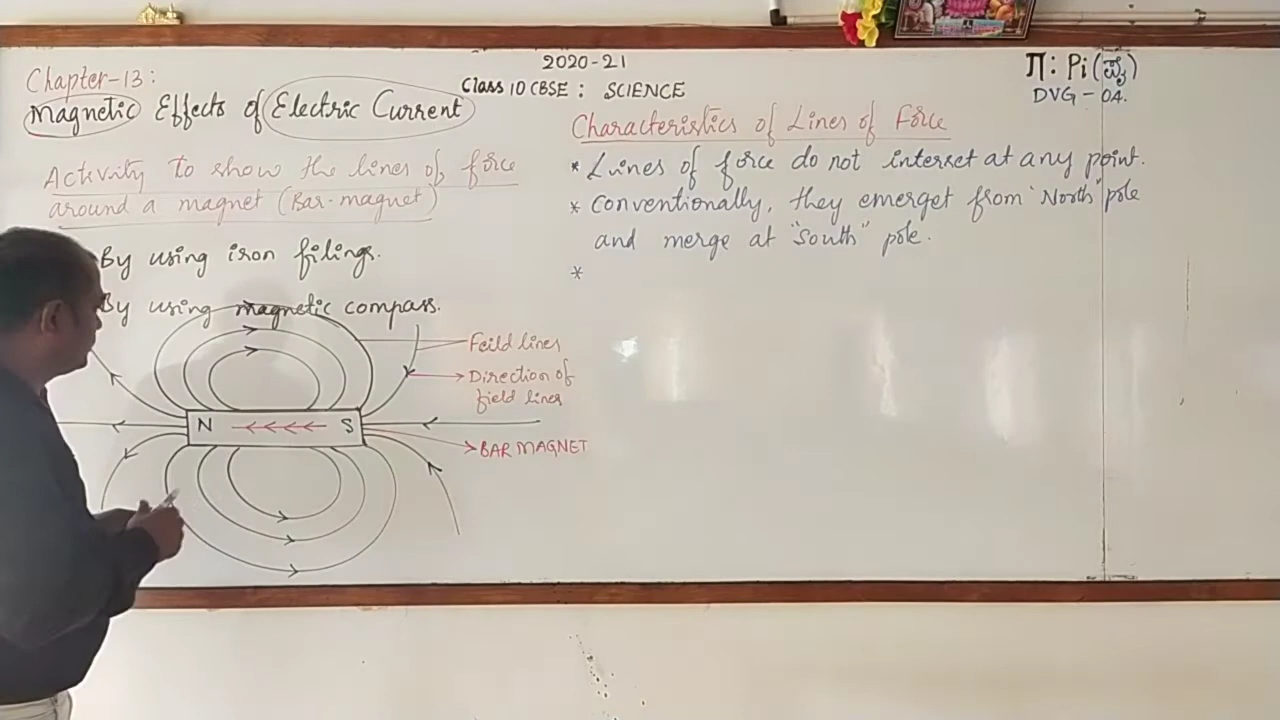 2020-21
Class 10 CBSE : SCIENCE
Π : Pi (ಪೈ)
DVG - 04.
Chapter-13:
Magnetic Effects of Electric Current
Activity to show the lines of force
around a magnet (Bar-magnet)
By using iron filings.
By using magnetic compass.
Feild lines
Direction of
field lines
N S
BAR MAGNET
Characteristics of Lines of Force
* Lines of force do not interset at any point.
* Conventionally, they emerget from "North" pole
and merge at "South" pole.
*